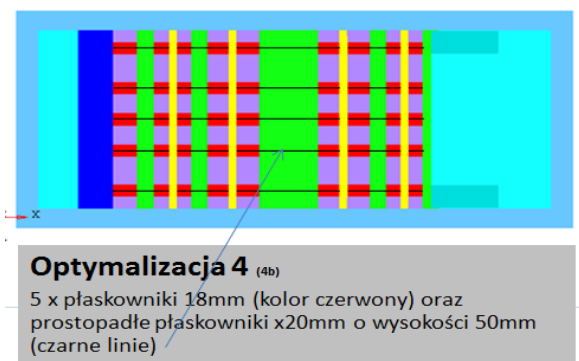 x
Optymalizacja 4 (4b)
5 x płaskowniki 18mm (kolor czerwony) oraz
prostopadłe płaskowniki x20mm o wysokości 50mm
(czarne linie)